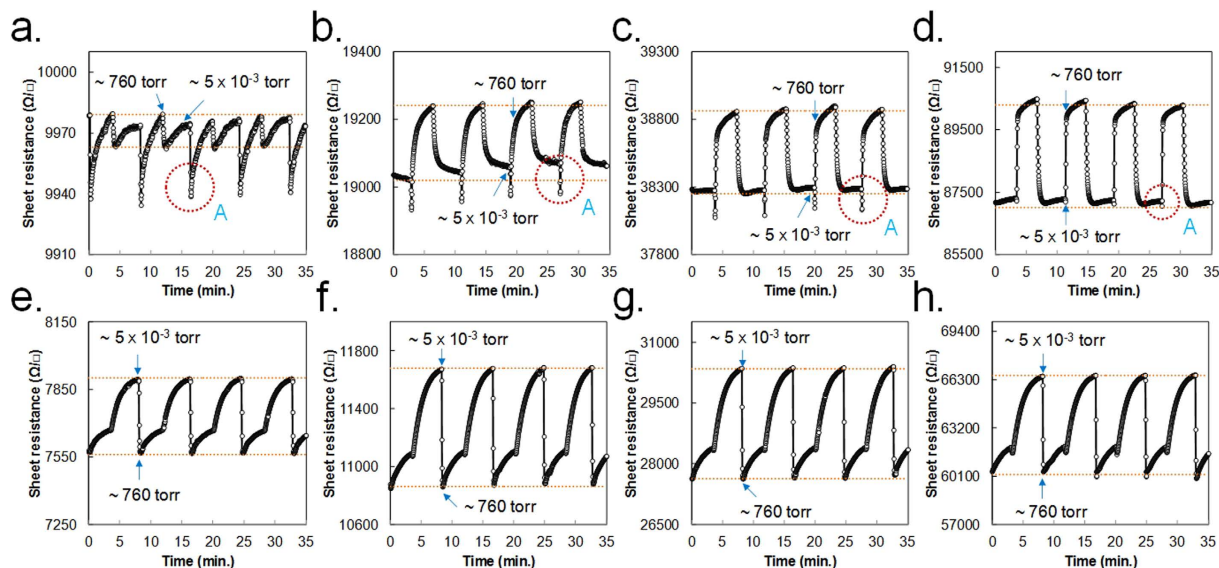 a.
Sheet resistance (Ω/□)
10000
9970
9940
9910
~ 760 torr
~ 5 x 10⁻³ torr
A
0 5 10 15 20 25 30 35
Time (min.)
b.
Sheet resistance (Ω/□)
19400
19200
19000
18800
~ 760 torr
~ 5 x 10⁻³ torr
A
0 5 10 15 20 25 30 35
Time (min.)
c.
Sheet resistance (Ω/□)
39300
38800
38300
37800
~ 760 torr
~ 5 x 10⁻³ torr
A
0 5 10 15 20 25 30 35
Time (min.)
d.
Sheet resistance (Ω/□)
91500
89500
87500
85500
~ 760 torr
~ 5 x 10⁻³ torr
A
0 5 10 15 20 25 30 35
Time (min.)
e.
Sheet resistance (Ω/□)
8150
7850
7550
7250
~ 5 x 10⁻³ torr
~ 760 torr
0 5 10 15 20 25 30 35
Time (min.)
f.
Sheet resistance (Ω/□)
11800
11400
11000
10600
~ 5 x 10⁻³ torr
~ 760 torr
0 5 10 15 20 25 30 35
Time (min.)
g.
Sheet resistance (Ω/□)
31000
29500
28000
26500
~ 5 x 10⁻³ torr
~ 760 torr
0 5 10 15 20 25 30 35
Time (min.)
h.
Sheet resistance (Ω/□)
69400
66300
63200
60100
57000
~ 5 x 10⁻³ torr
~ 760 torr
0 5 10 15 20 25 30 35
Time (min.)